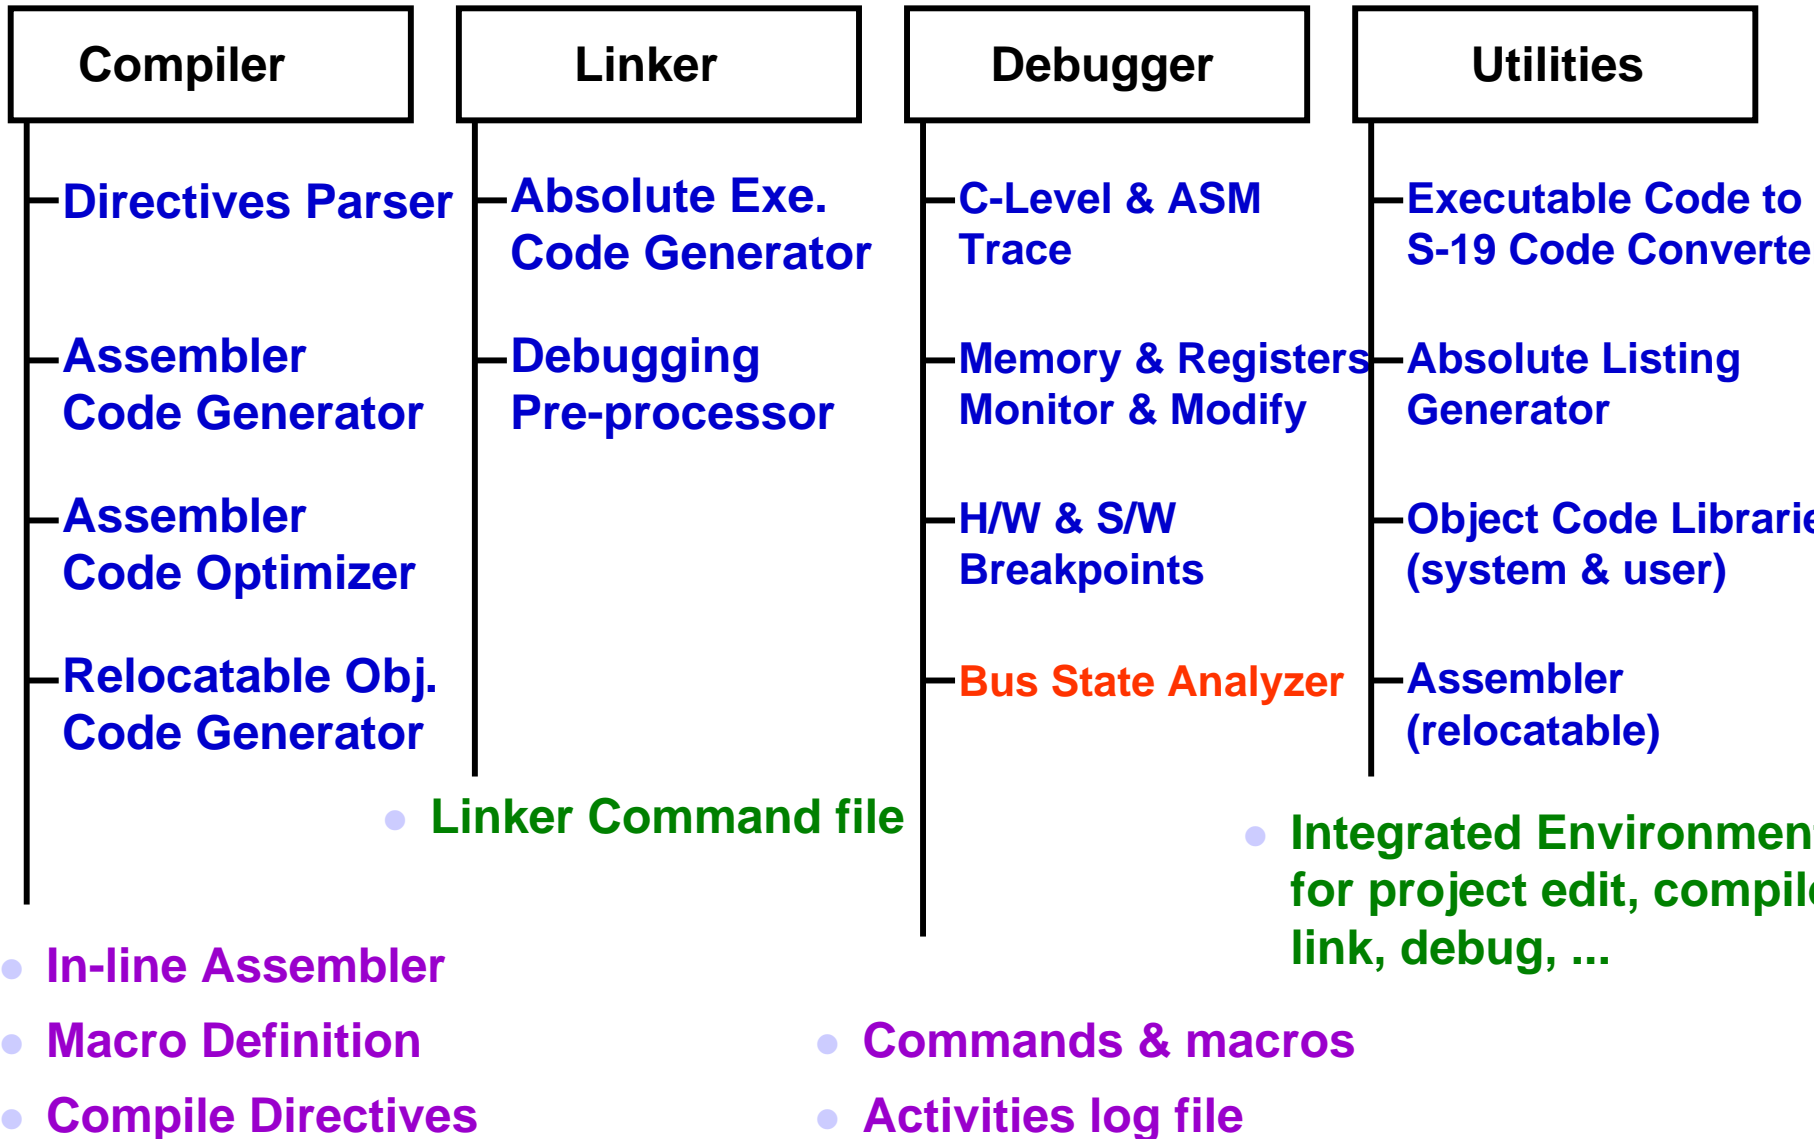 Compiler
Directives Parser
Assembler
Code Generator
Assembler
Code Optimizer
Relocatable Obj.
Code Generator
Linker
Absolute Exe.
Code Generator
Debugging
Pre-processor
Linker Command file
Debugger
C-Level & ASM
Trace
Memory & Registers
Monitor & Modify
H/W & S/W
Breakpoints
Bus State Analyzer
Utilities
Executable Code to
S-19 Code Converte
Absolute Listing
Generator
Object Code Librarie
(system & user)
Assembler
(relocatable)
Integrated Environment
for project edit, compile
link, debug, ...
In-line Assembler
Macro Definition
Compile Directives
Commands & macros
Activities log file